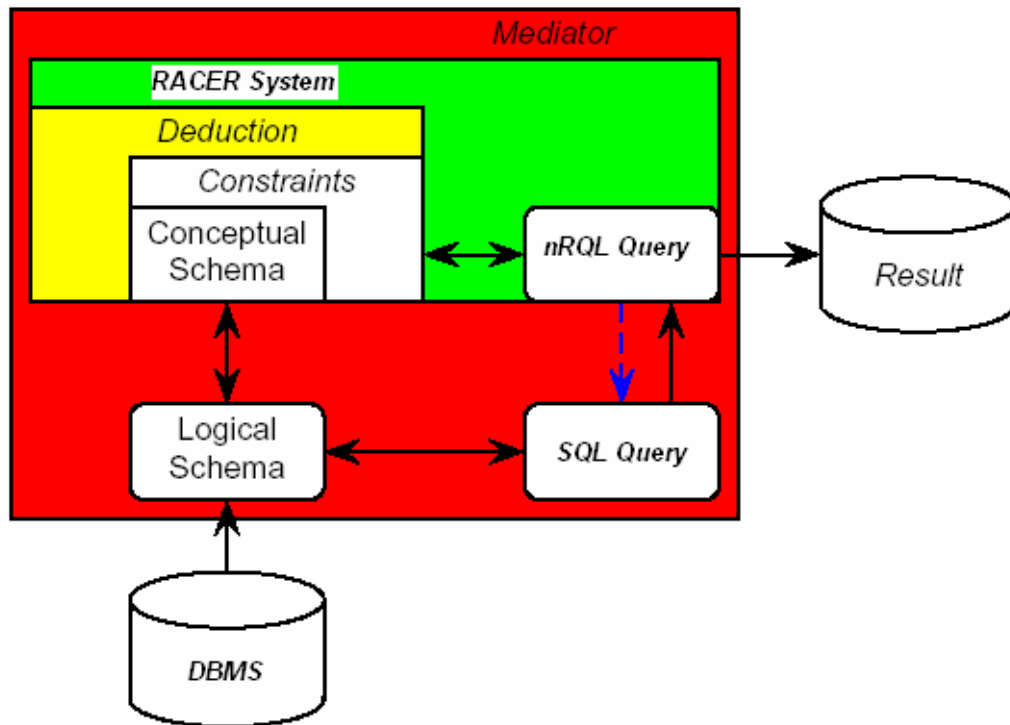 Mediator
RACER System
Deduction
Constraints
Conceptual
Schema
nRQL Query
Result
Logical
Schema
SQL Query
DBMS